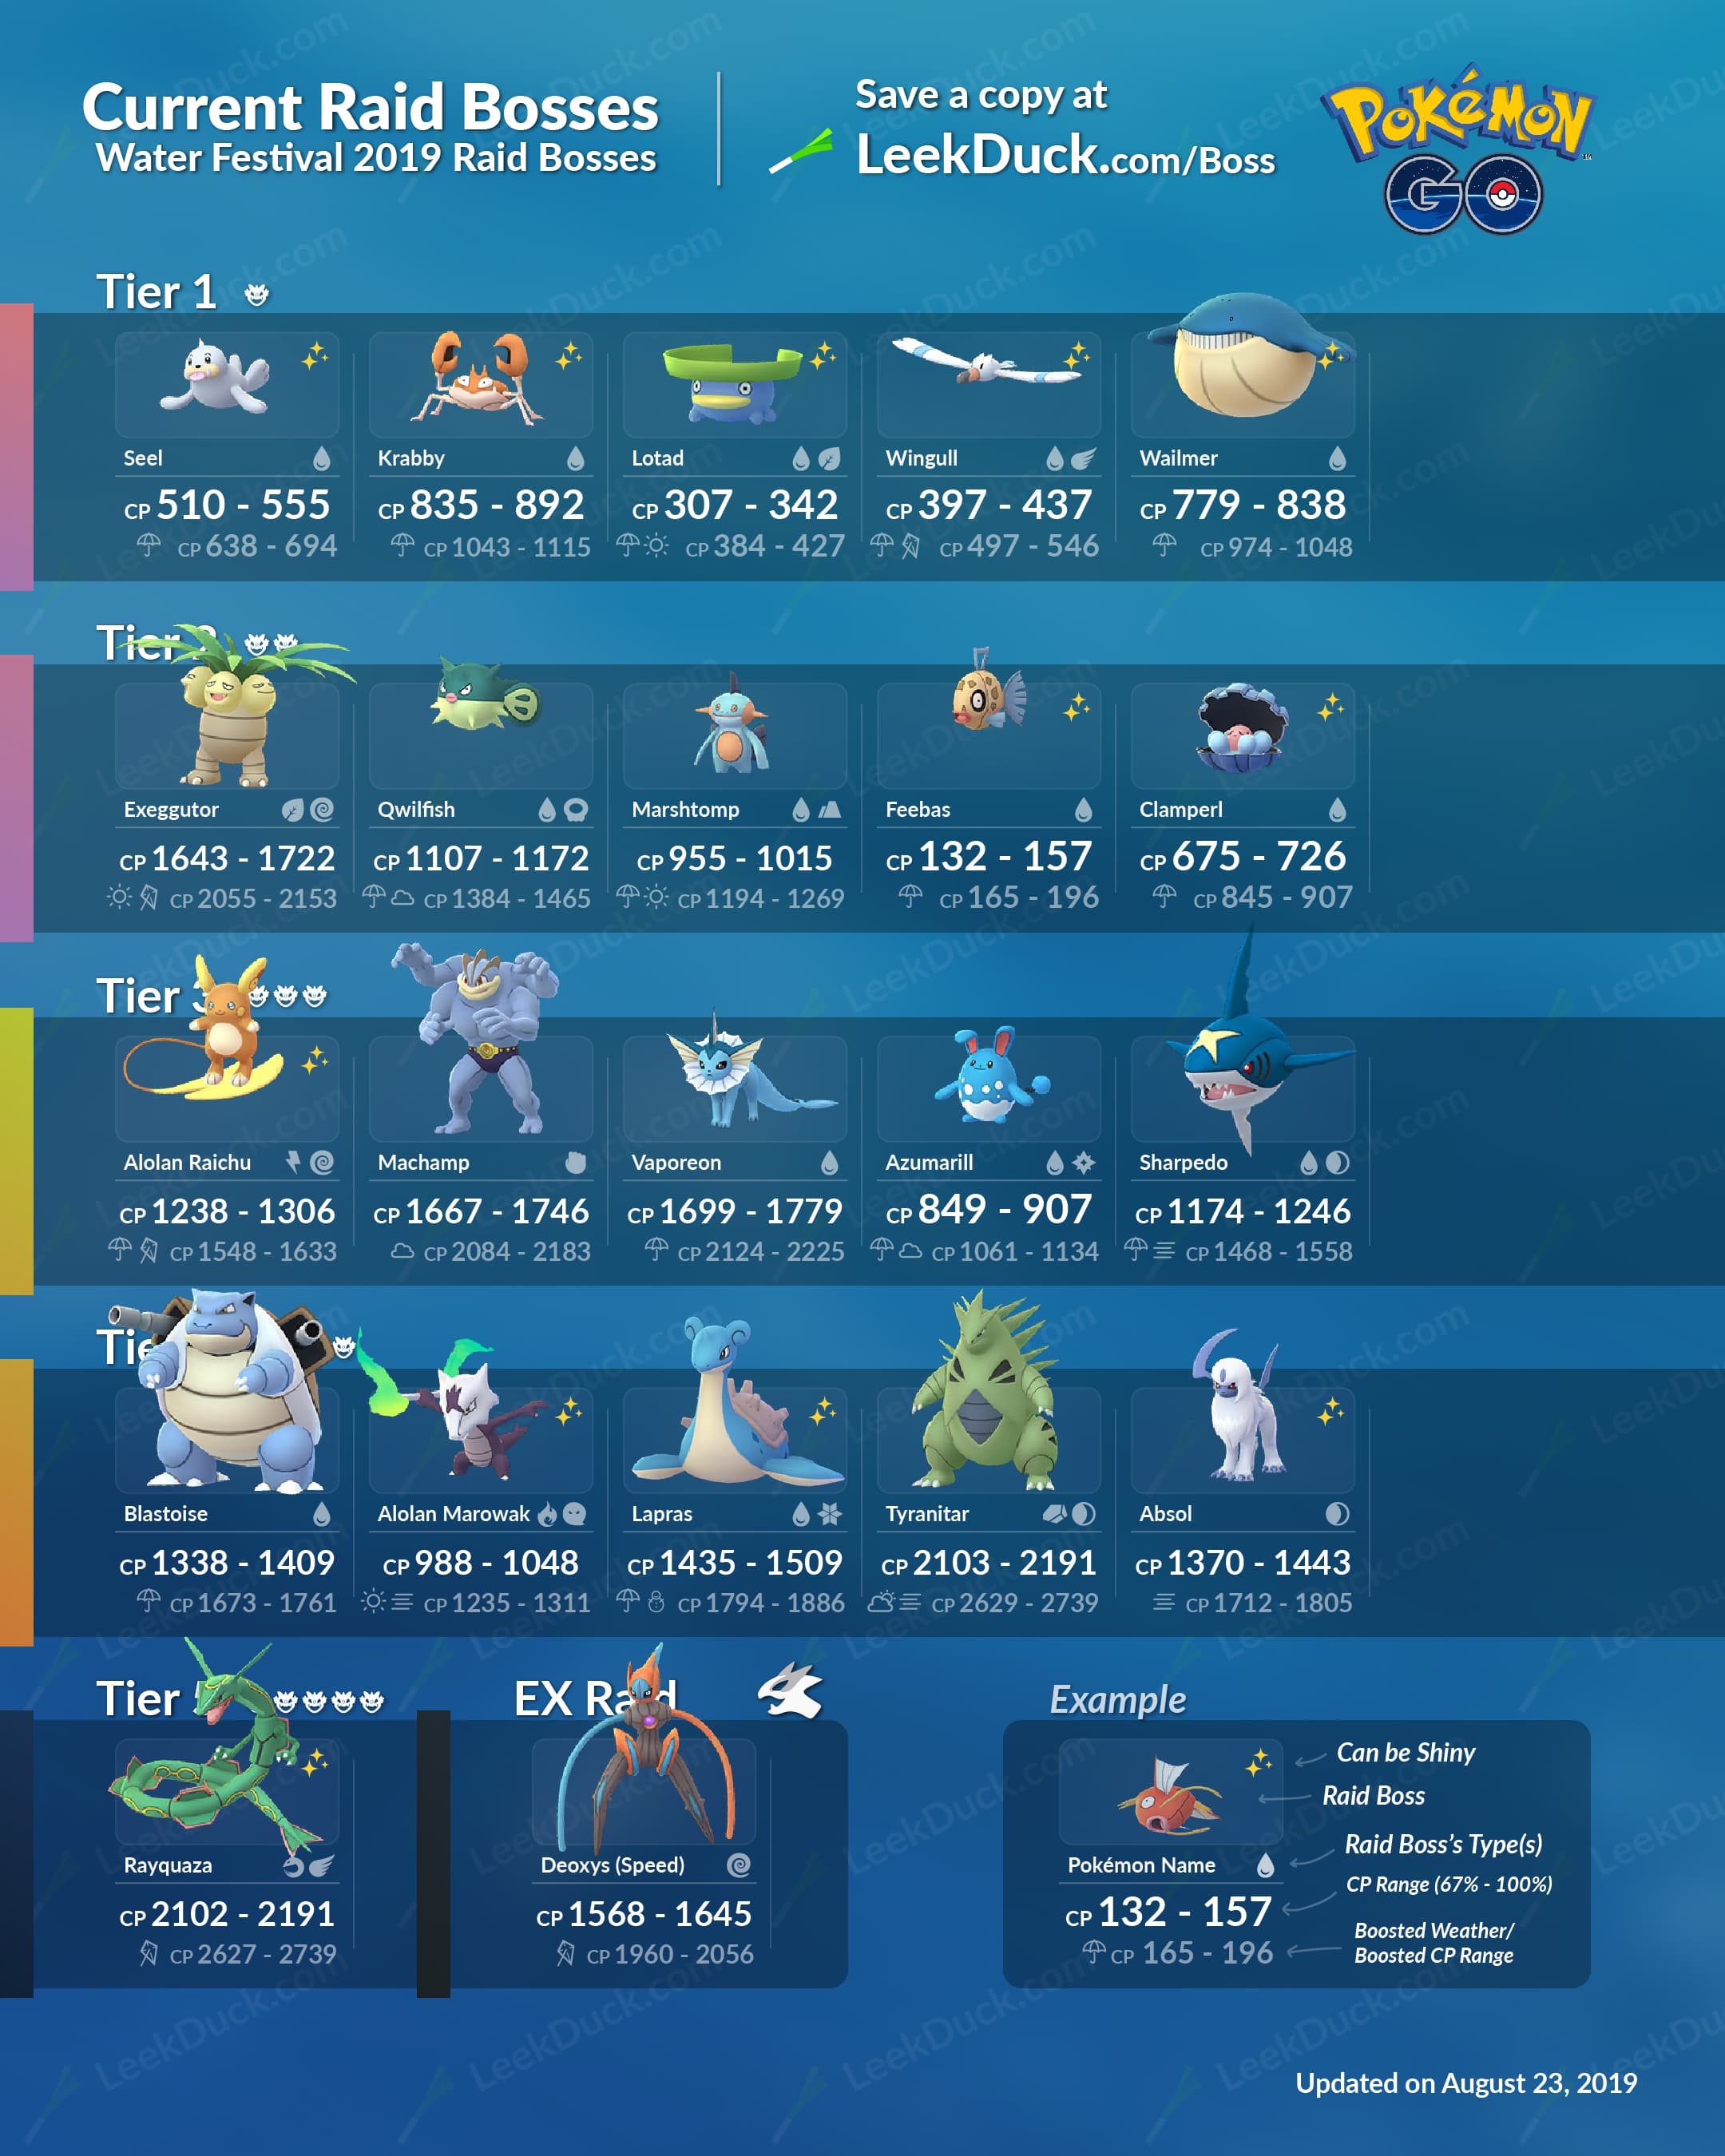 Current Raid Bosses
Water Festival 2019 Raid Bosses
Save a copy at
LeekDuck.com/Boss
POKéMON
GO
Tier 1
Seel
CP 510 - 555
CP 638 - 694
Krabby
CP 835 - 892
CP 1043 - 1115
Lotad
CP 307 - 342
CP 384 - 427
Wingull
CP 397 - 437
CP 497 - 546
Wailmer
CP 779 - 838
CP 974 - 1048
Tier 2
Exeggutor
CP 1643 - 1722
CP 2055 - 2153
Qwilfish
CP 1107 - 1172
CP 1384 - 1465
Marshtomp
CP 955 - 1015
CP 1194 - 1269
Feebas
CP 132 - 157
CP 165 - 196
Clamperl
CP 675 - 726
CP 845 - 907
Tier 3
Alolan Raichu
CP 1238 - 1306
CP 1548 - 1633
Machamp
CP 1667 - 1746
CP 2084 - 2183
Vaporeon
CP 1699 - 1779
CP 2124 - 2225
Azumarill
CP 849 - 907
CP 1061 - 1134
Sharpedo
CP 1174 - 1246
CP 1468 - 1558
Blastoise
CP 1338 - 1409
CP 1673 - 1761
Alolan Marowak
CP 988 - 1048
CP 1235 - 1311
Lapras
CP 1435 - 1509
CP 1794 - 1886
Tyranitar
CP 2103 - 2191
CP 2629 - 2739
Absol
CP 1370 - 1443
CP 1712 - 1805
Tier
Rayquaza
CP 2102 - 2191
CP 2627 - 2739
EX Raid
Deoxys (Speed)
CP 1568 - 1645
CP 1960 - 2056
Example
Can be Shiny
Raid Boss
Raid Boss's Type(s)
CP Range (67% - 100%)
Boosted Weather/
Boosted CP Range
Pokémon Name
CP 132 - 157
CP 165 - 196
Updated on August 23, 2019
LeekDuck.com